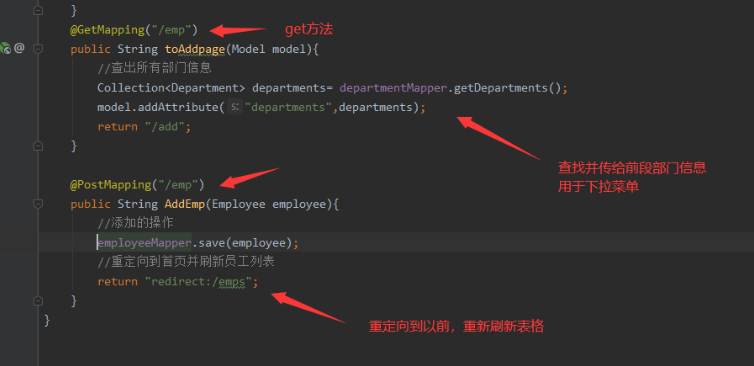 }
@GetMapping("/emp")
get方法
public String toAddpage(Model model){
//查出所有部门信息
Collection<Department> departments= departmentMapper.getDepartments();
model.addAttribute( s: "departments",departments);
return "/add";
}
查找并传给前段部门信息
用于下拉菜单
@PostMapping("/emp")
public String AddEmp(Employee employee){
//添加的操作
employeeMapper.save(employee);
//重定向到首页并刷新员工列表
return "redirect:/emps";
}
重定向到以前，重新刷新表格
}